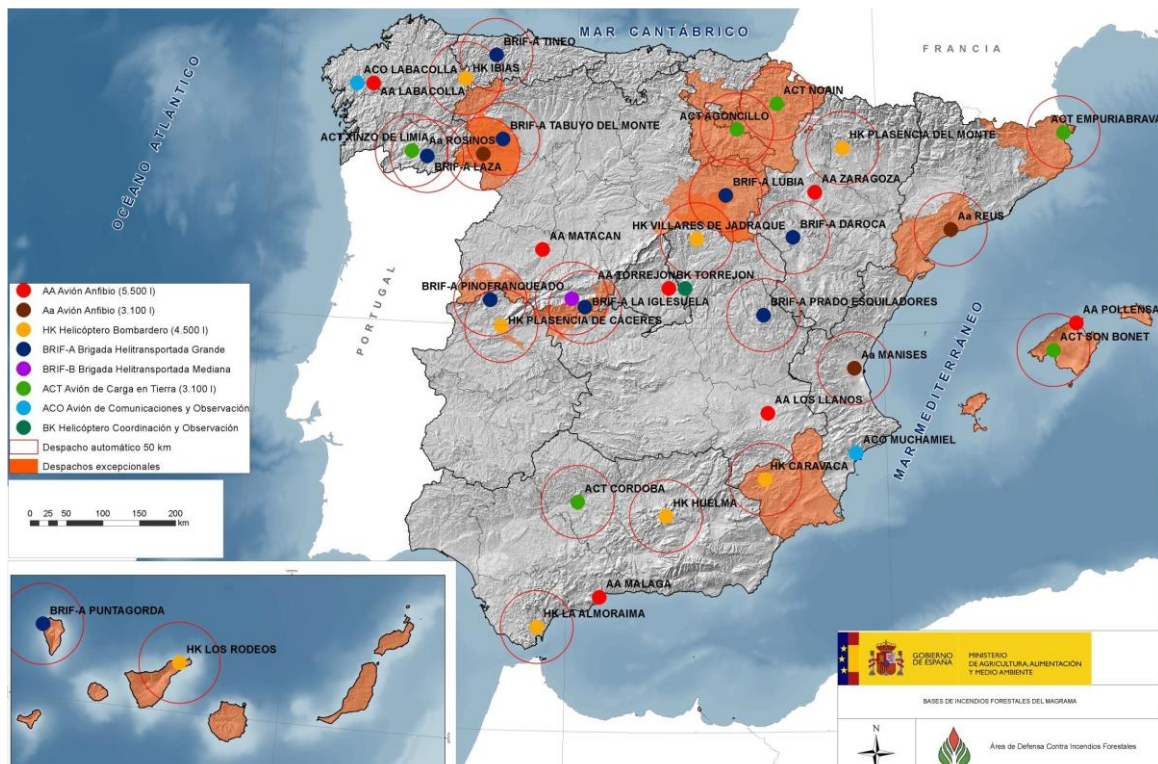 MAR CANTÁBRICO
FRANCIA
OCÉANO ATLÁNTICO
PORTUGAL
MAR MEDITERRÁNEO
BRIF-A TINEO
ACO LABACOLLA
HK IBIAS
AA LABACOLLA
ACT XINZO DE LIMIA
Aa ROSINOS
BRIF-A TABUYO DEL MONTE
BRIF-A LAZA
ACT NOAIN
ACT AGONCILLO
HK PLASENCIA DEL MONTE
ACT EMPURIABRAVA
BRIF-A LUBIA
AA ZARAGOZA
Aa REUS
HK VILLARES DE JADRAQUE
BRIF-A DAROCA
AA MATACAN
BRIF-A PINOFRANQUEADO
AA TORREJON
BK TORREJON
BRIF-A LA IGLESUELA
BRIF-A PRADO ESQUILADORES
HK PLASENCIA DE CÁCERES
AA POLLENSA
ACT SON BONET
Aa MANISES
AA LOS LLANOS
ACO MUCHAMIEL
HK CARAVACA
ACT CORDOBA
HK HUELMA
AA MALAGA
HK LA ALMORAIMA
AA Avión Anfibio (5.500 l)
Aa Avión Anfibio (3.100 l)
HK Helicóptero Bombardero (4.500 l)
BRIF-A Brigada Helitransportada Grande
BRIF-B Brigada Helitransportada Mediana
ACT Avión de Carga en Tierra (3.100 l)
ACO Avión de Comunicaciones y Observación
BK Helicóptero Coordinación y Observación
Despacho automático 50 km
Despachos excepcionales
0 25 50 100 150 200
km
BRIF-A PUNTAGORDA
HK LOS RODEOS
GOBIERNO
DE ESPAÑA
MINISTERIO
DE AGRICULTURA, ALIMENTACIÓN
Y MEDIO AMBIENTE
BASES DE INCENDIOS FORESTALES DEL MAGRAMA
N
Área de Defensa Contra Incendios Forestales